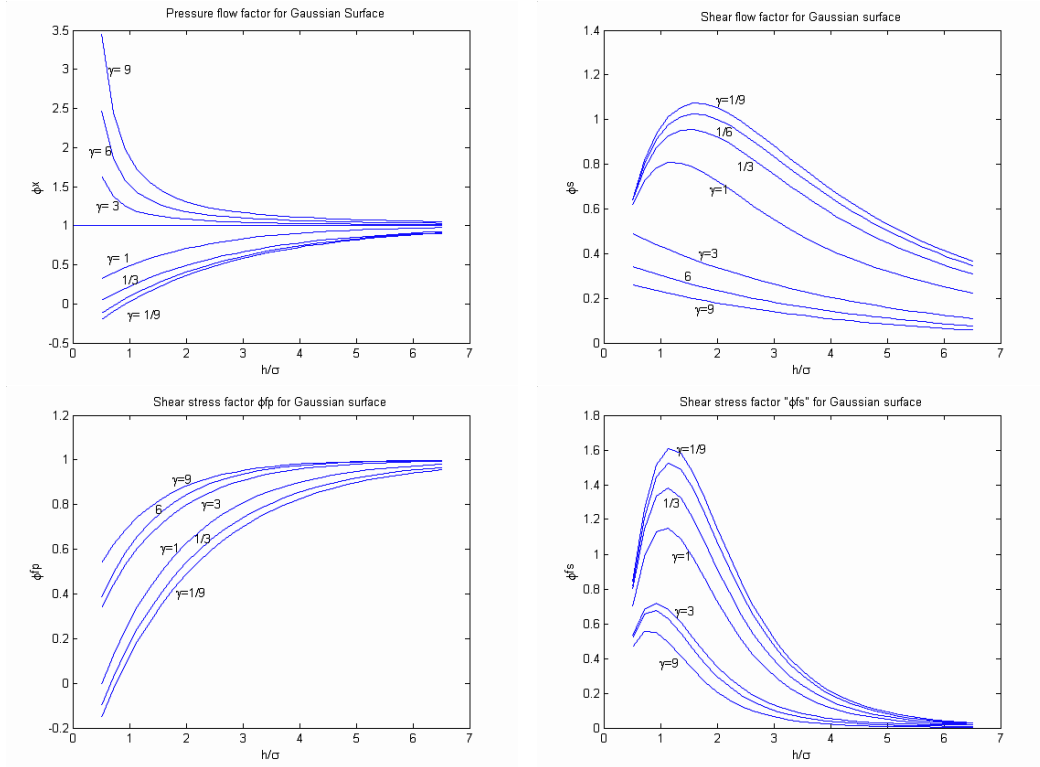 Pressure flow factor for Gaussian Surface
3.5
3
2.5
2
1.5
1
0.5
0
-0.5
ϕx
γ= 9
γ= 6
γ= 3
γ= 1
1/3
γ= 1/9
0 1 2 3 4 5 6 7
h/σ
Shear flow factor for Gaussian surface
1.4
1.2
1
0.8
0.6
0.4
0.2
0
ϕs
γ=1/9
1/6
1/3
γ=1
γ=3
6
γ=9
0 1 2 3 4 5 6 7
h/σ
Shear stress factor ϕfp for Gaussian surface
1.2
1
0.8
0.6
0.4
0.2
0
-0.2
ϕfp
γ=9
6
γ=3
γ=1
1/3
γ=1/9
0 1 2 3 4 5 6 7
h/σ
Shear stress factor "ϕfs" for Gaussian surface
1.8
1.6
1.4
1.2
1
0.8
0.6
0.4
0.2
0
ϕfs
γ=1/9
1/3
γ=1
γ=3
γ=9
0 1 2 3 4 5 6 7
h/σ